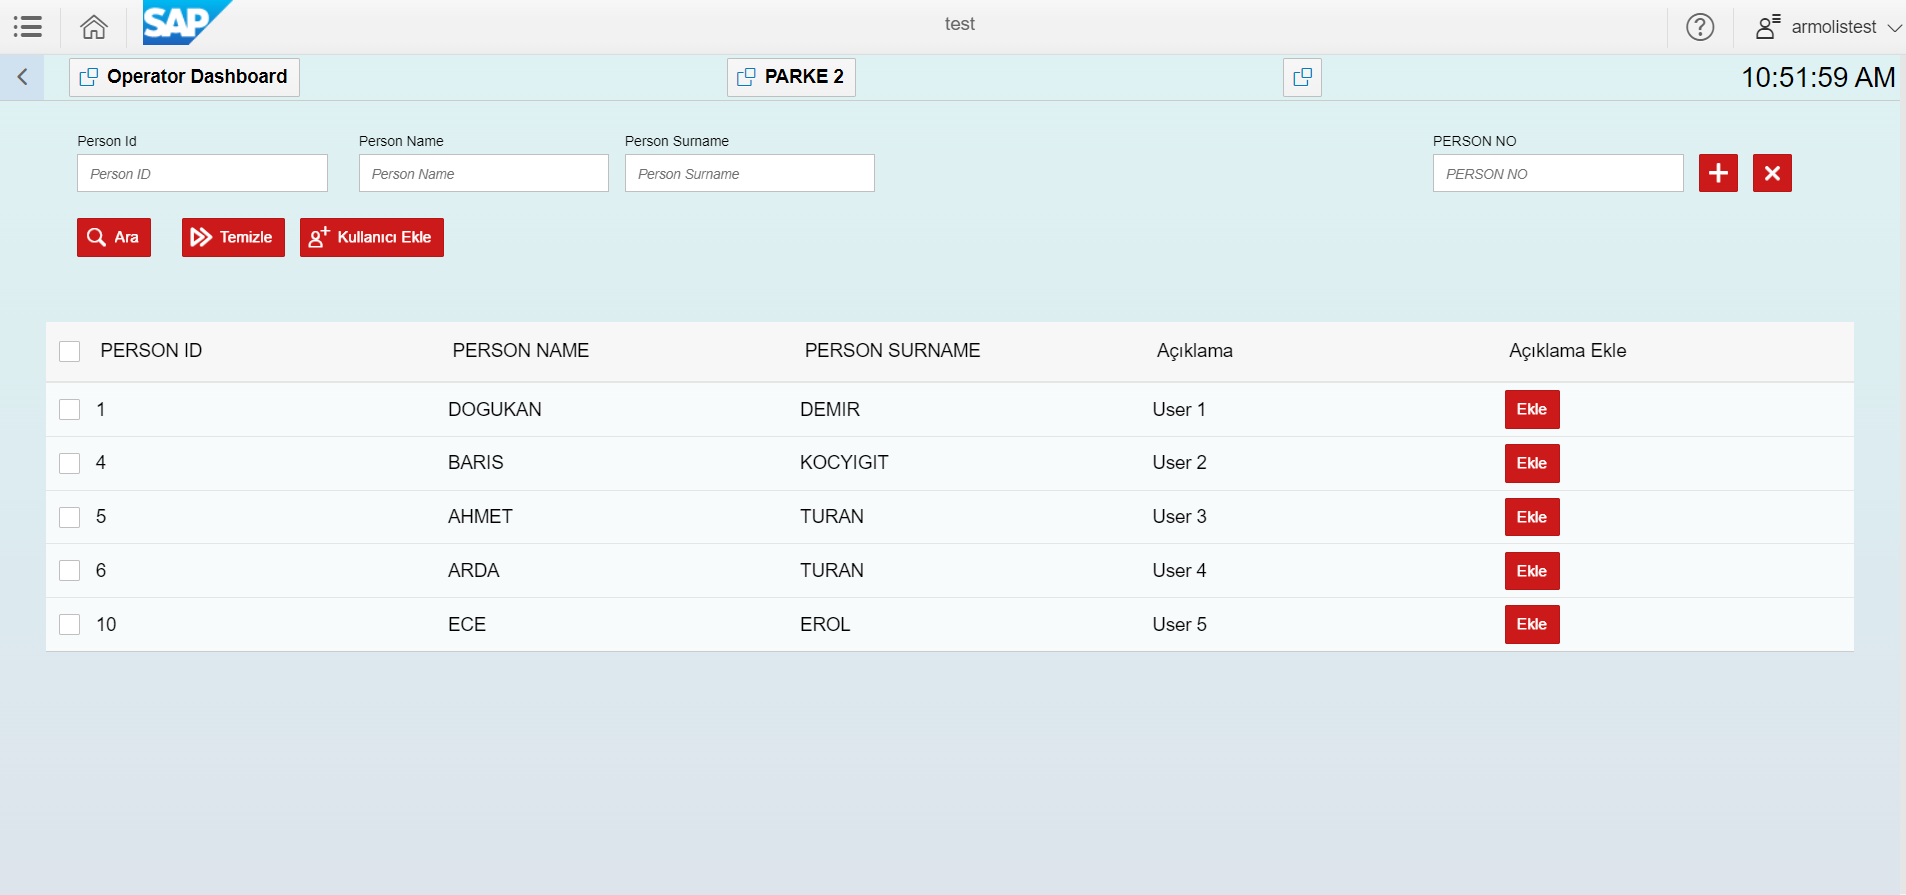 SAP
test
armolistest
Operator Dashboard
PARKE 2
10:51:59 AM
Person Id
Person Name
Person Surname
PERSON NO
Person ID
Person Name
Person Surname
PERSON NO
Ara
Temizle
Kullanıcı Ekle
PERSON ID PERSON NAME PERSON SURNAME Açıklama Açıklama Ekle
1 DOGUKAN DEMIR User 1 Ekle
4 BARIS KOCYIGIT User 2 Ekle
5 AHMET TURAN User 3 Ekle
6 ARDA TURAN User 4 Ekle
10 ECE EROL User 5 Ekle